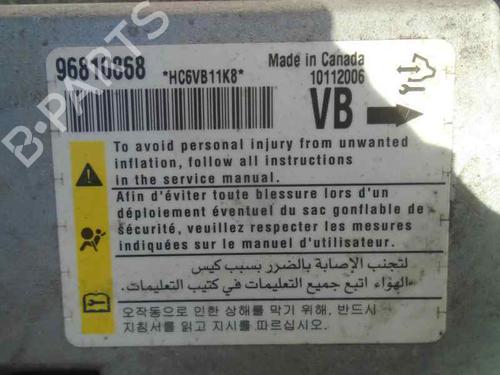 B-PARTS
96810868
*HC6VB11K8*
Made in Canada
10112006
VB
To avoid personal injury from unwanted
inflation, follow all instructions
in the service manual.
Afin d'éviter toute blessure lors d'un
déploiement éventuel du sac gonflable de
sécurité, veuillez respecter les mesures
indiquées sur le manuel d'utilisateur.
لتجنب الإصابة بالضرر بسبب كيس
الهواء اتبع جميع التعليمات في كتيب التعليمات.
오작동으로 인한 상해를 막기 위해, 반드시
지침서를 읽고 지시를 따르십시오.